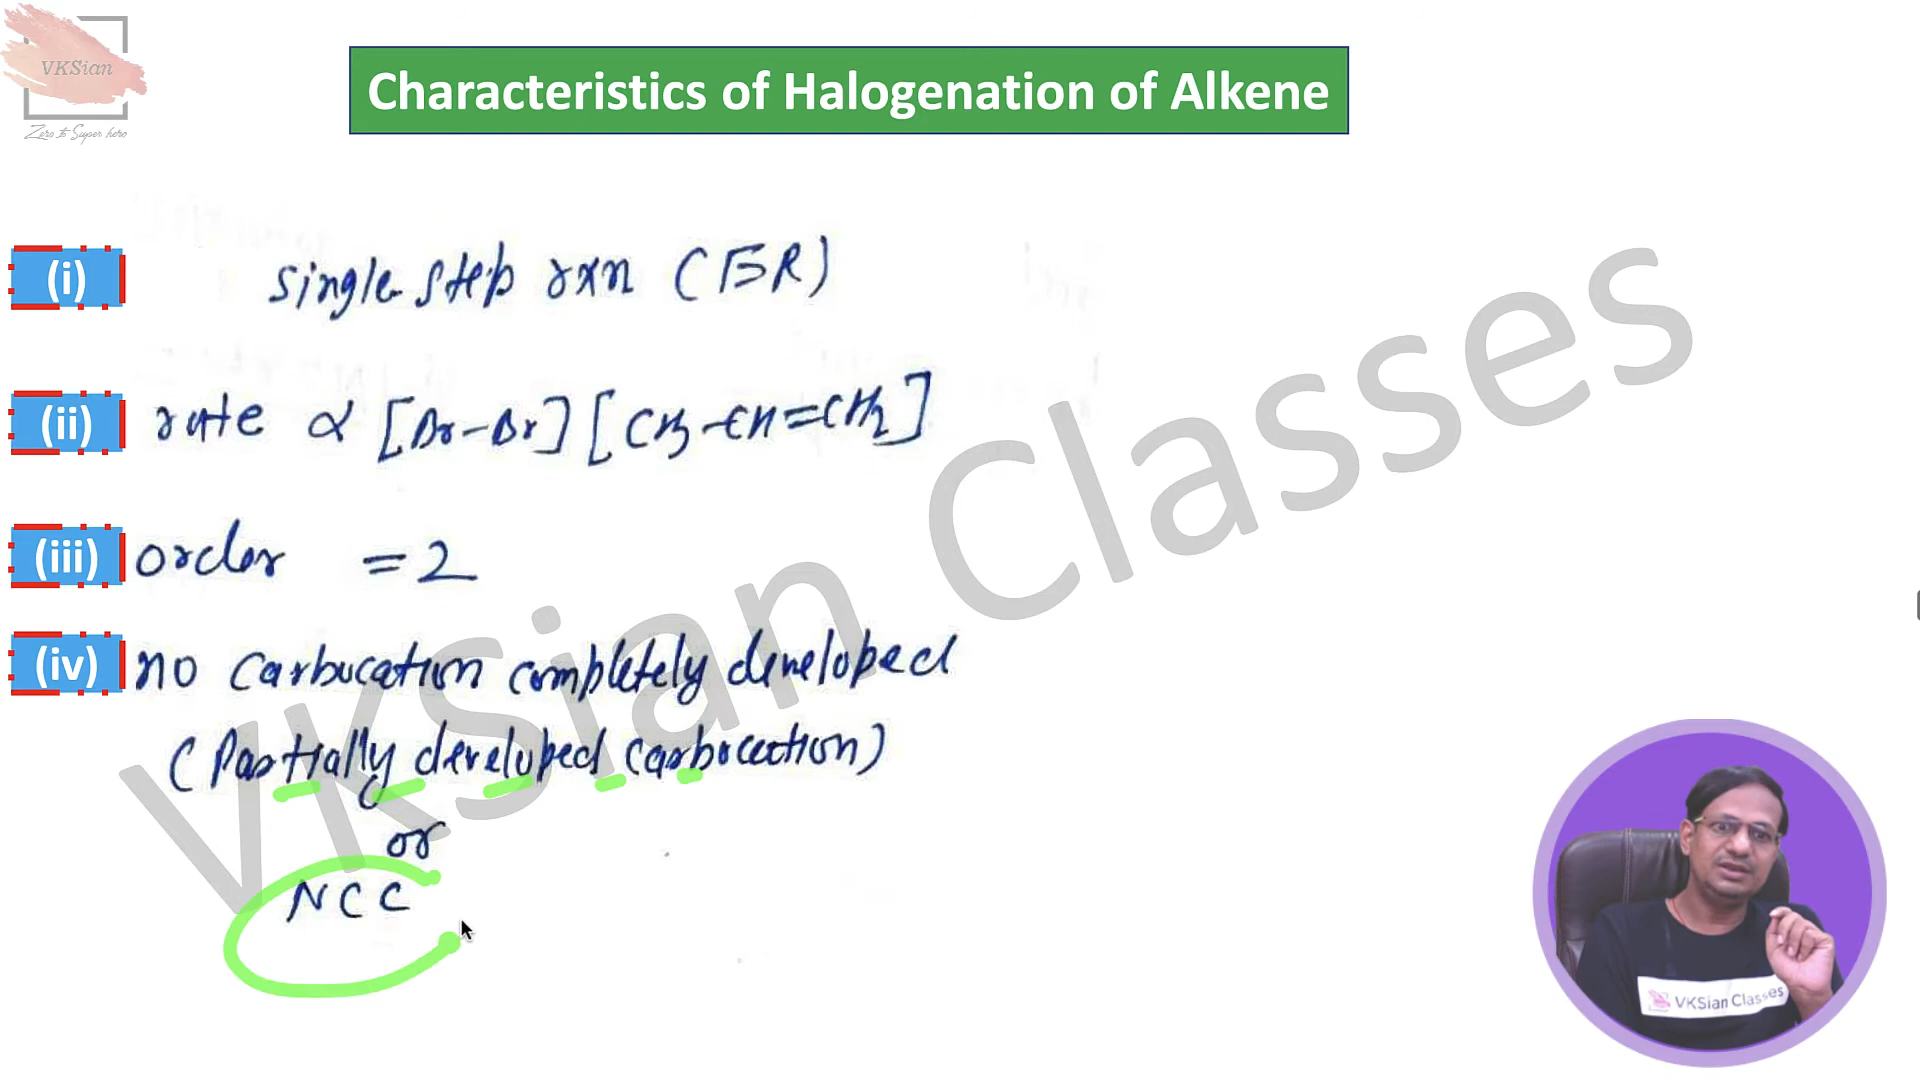 VKSian
Zero to Super hero
Characteristics of Halogenation of Alkene
(i) single step rxn (ER)
(ii) rate ∝ [Br-Br] [CH3-CH=CH2]
(iii) order = 2
(iv) no carbocation completely developed
(Partially developed carbocation)
or
NCC
VKSian Classes
VKSian Classes